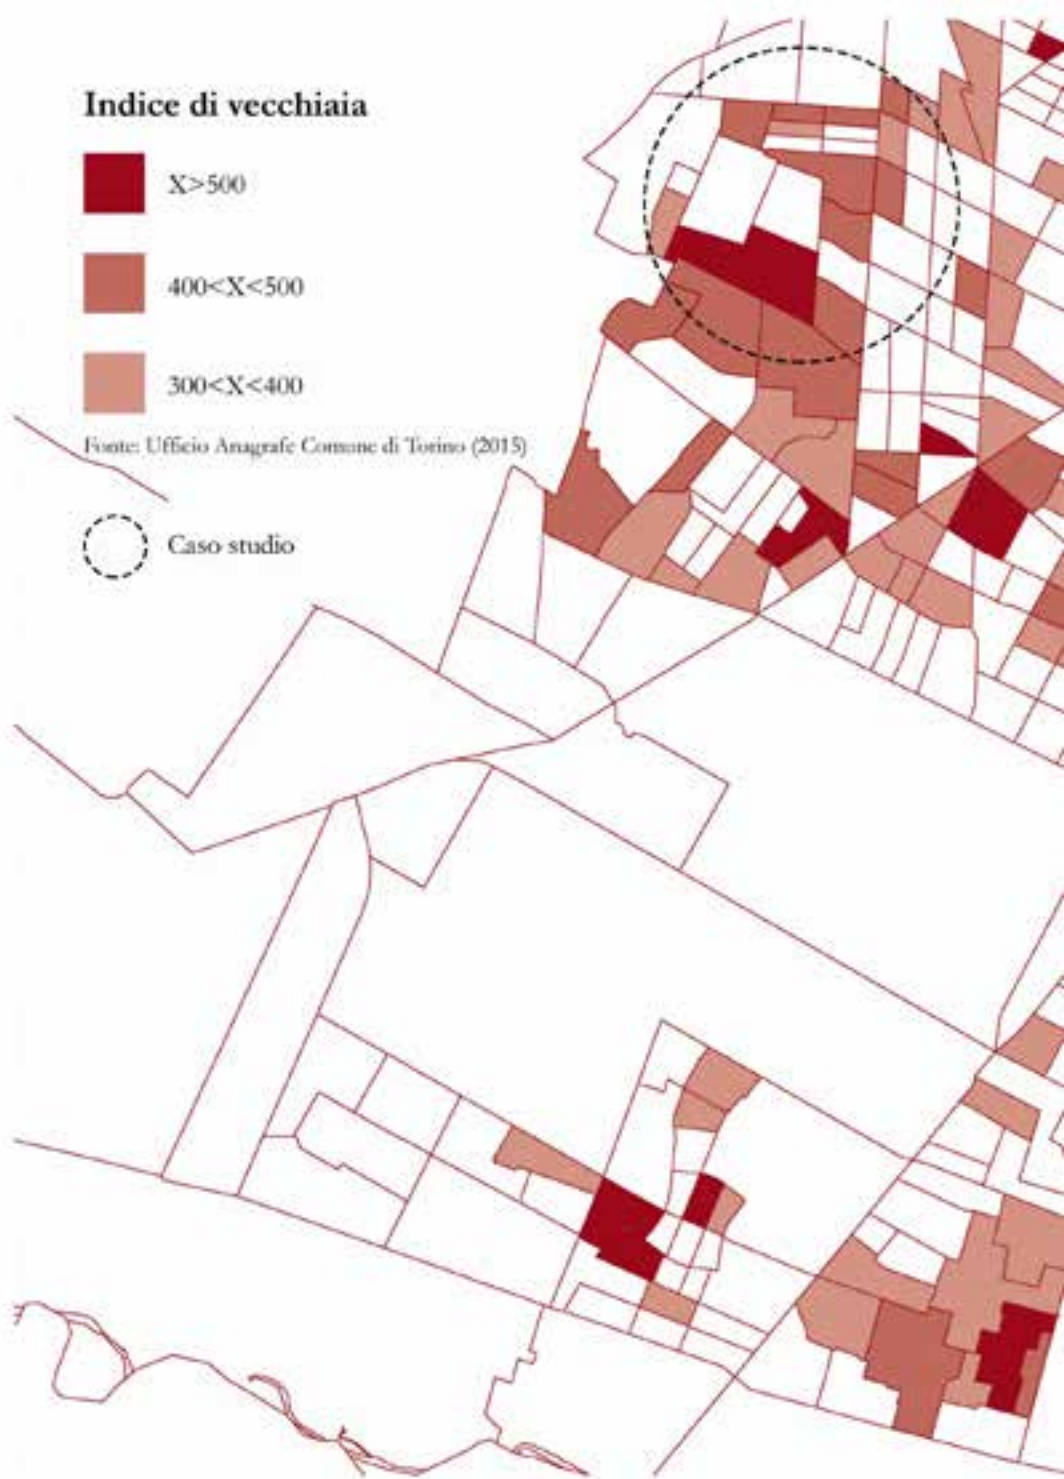 Indice di vecchiaia
X>500
400<X<500
300<X<400
Fonte: Ufficio Anagrafe Comune di Torino (2015)
Caso studio